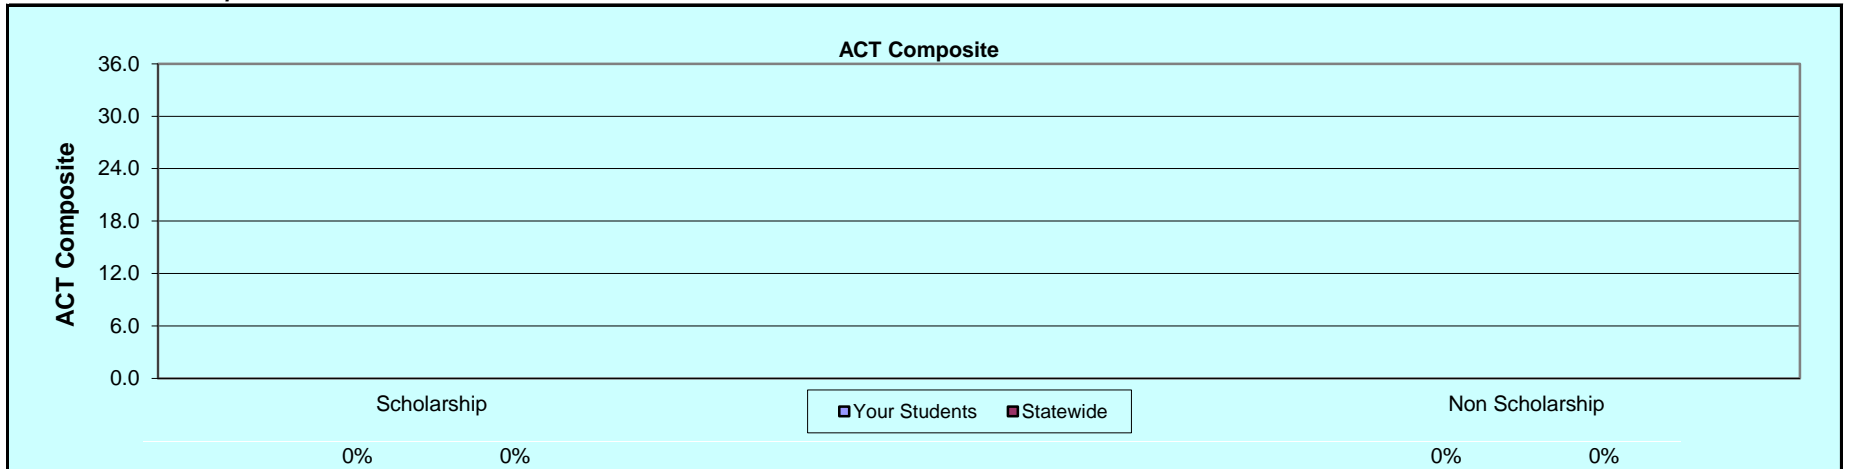 ACT Composite
36.0
30.0
24.0
18.0
12.0
6.0
0.0
ACT Composite
Scholarship
Your Students Statewide
Non Scholarship
0% 0% 0% 0%